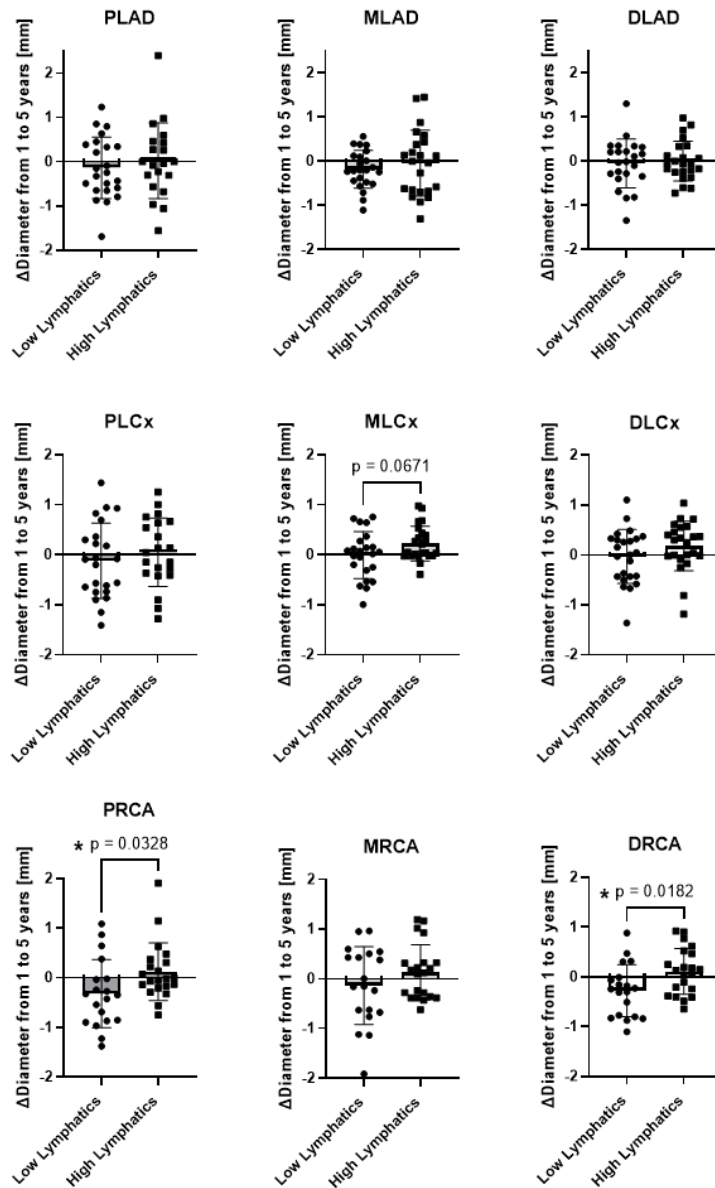 PLAD
MLAD
DLAD
ΔDiameter from 1 to 5 years [mm]
2
1
0
-1
-2
Low Lymphatics
High Lymphatics
ΔDiameter from 1 to 5 years [mm]
2
1
0
-1
-2
Low Lymphatics
High Lymphatics
ΔDiameter from 1 to 5 years [mm]
2
1
0
-1
-2
Low Lymphatics
High Lymphatics
PLCx
MLCx
DLCx
ΔDiameter from 1 to 5 years [mm]
2
1
0
-1
-2
Low Lymphatics
High Lymphatics
ΔDiameter from 1 to 5 years [mm]
2
1
0
-1
-2
p = 0.0671
Low Lymphatics
High Lymphatics
ΔDiameter from 1 to 5 years [mm]
2
1
0
-1
-2
Low Lymphatics
High Lymphatics
PRCA
MRCA
DRCA
ΔDiameter from 1 to 5 years [mm]
* p = 0.0328
2
1
0
-1
-2
Low Lymphatics
High Lymphatics
ΔDiameter from 1 to 5 years [mm]
2
1
0
-1
-2
Low Lymphatics
High Lymphatics
ΔDiameter from 1 to 5 years [mm]
* p = 0.0182
2
1
0
-1
-2
Low Lymphatics
High Lymphatics